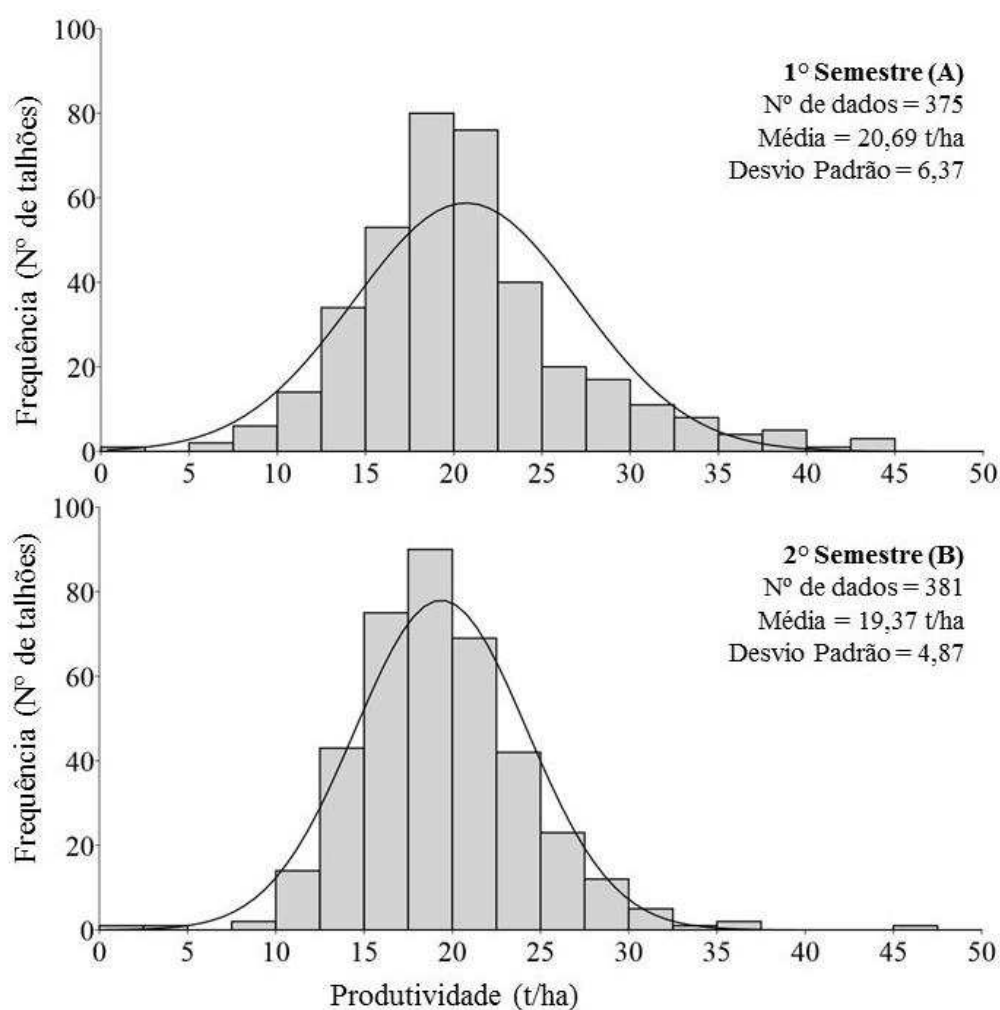 100
80
60
40
20
0
Frequência (Nº de talhões)
1° Semestre (A)
Nº de dados = 375
Média = 20,69 t/ha
Desvio Padrão = 6,37
0 5 10 15 20 25 30 35 40 45 50
100
80
60
40
20
0
Frequência (Nº de talhões)
2° Semestre (B)
Nº de dados = 381
Média = 19,37 t/ha
Desvio Padrão = 4,87
0 5 10 15 20 25 30 35 40 45 50
Produtividade (t/ha)